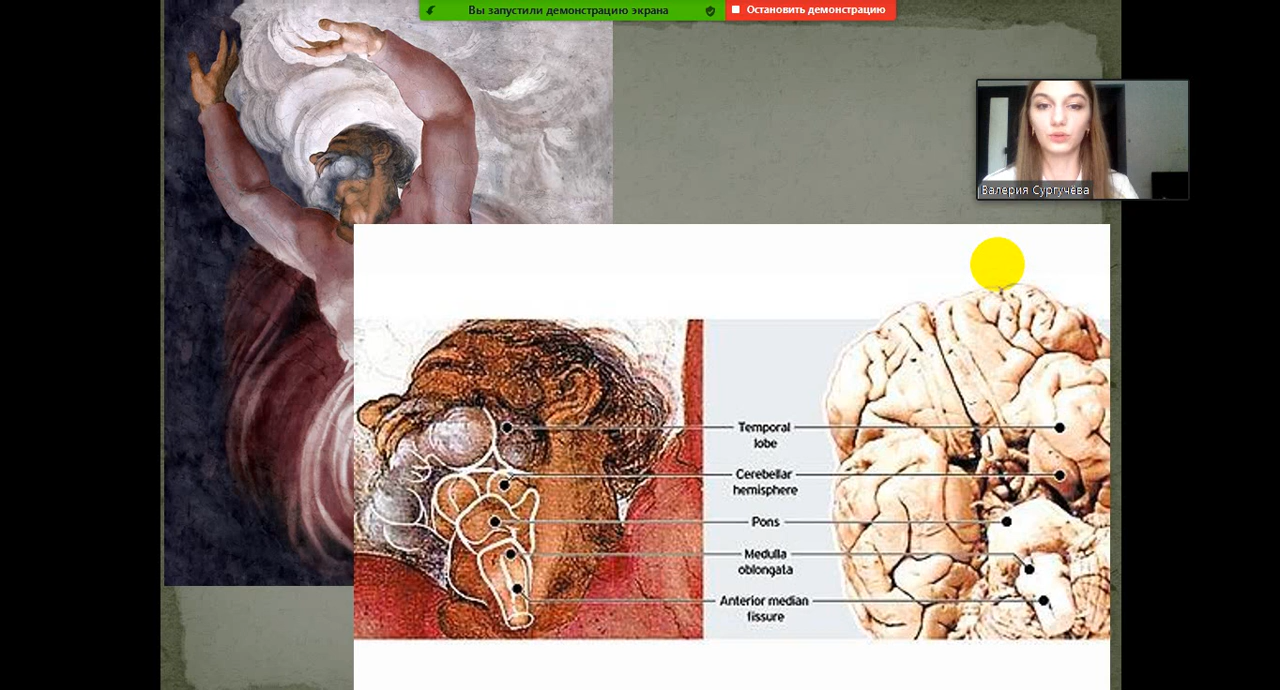 Вы запустили демонстрацию экрана
Остановить демонстрацию
Валерия Сургучёва
Temporal
lobe
Cerebellar
hemisphere
Pons
Medulla
oblongata
Anterior median
fissure